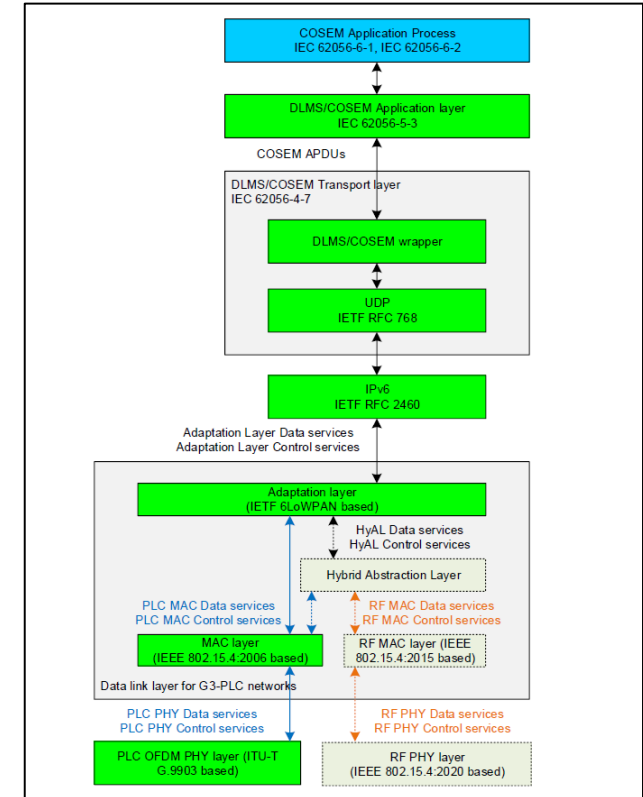 COSEM Application Process
IEC 62056-6-1, IEC 62056-6-2
DLMS/COSEM Application layer
IEC 62056-5-3
COSEM APDUs
DLMS/COSEM Transport layer
IEC 62056-4-7
DLMS/COSEM wrapper
UDP
IETF RFC 768
IPv6
IETF RFC 2460
Adaptation Layer Data services
Adaptation Layer Control services
Adaptation layer
(IETF 6LoWPAN based)
HyAL Data services
HyAL Control services
Hybrid Abstraction Layer
PLC MAC Data services
PLC MAC Control services
RF MAC Data services
RF MAC Control services
MAC layer
(IEEE 802.15.4:2006 based)
RF MAC layer (IEEE
802.15.4:2015 based)
Data link layer for G3-PLC networks
PLC PHY Data services
PLC PHY Control services
RF PHY Data services
RF PHY Control services
PLC OFDM PHY layer (ITU-T
G.9903 based)
RF PHY layer
(IEEE 802.15.4:2020 based)